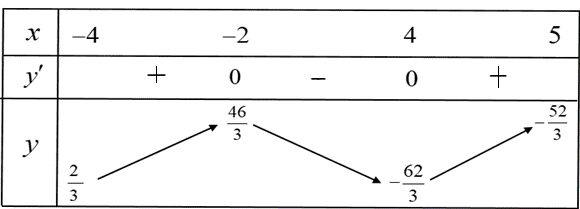 x −4 −2 4 5
y′ + 0 − 0 +
y 2/3 46/3 −62/3 −52/3